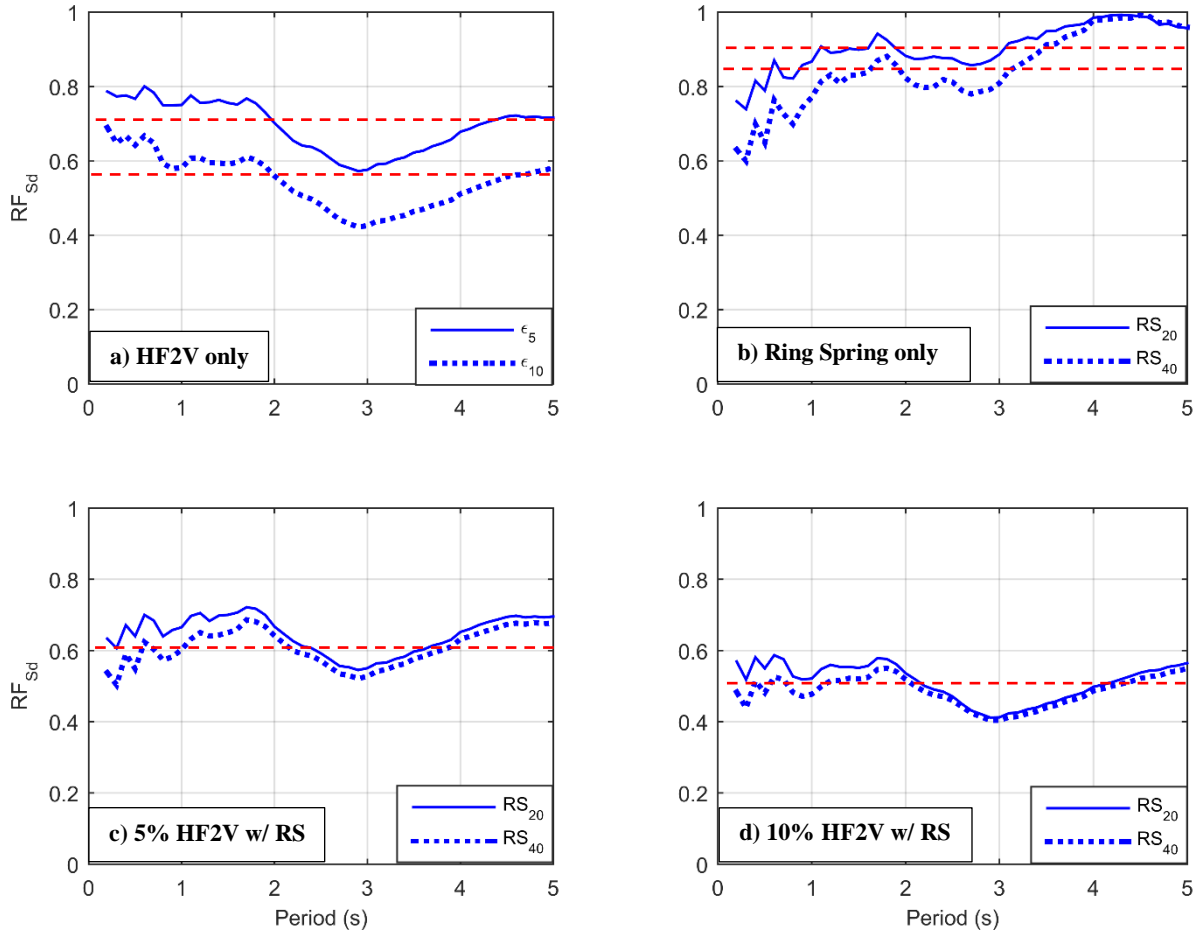 1
0.8
0.6
0.4
0.2
0
RF_Sd
0 1 2 3 4 5
a) HF2V only
ϵ_5
ϵ_10
1
0.8
0.6
0.4
0.2
0
0 1 2 3 4 5
b) Ring Spring only
RS_20
RS_40
1
0.8
0.6
0.4
0.2
0
RF_Sd
0 1 2 3 4 5
Period (s)
c) 5% HF2V w/ RS
RS_20
RS_40
1
0.8
0.6
0.4
0.2
0
0 1 2 3 4 5
Period (s)
d) 10% HF2V w/ RS
RS_20
RS_40